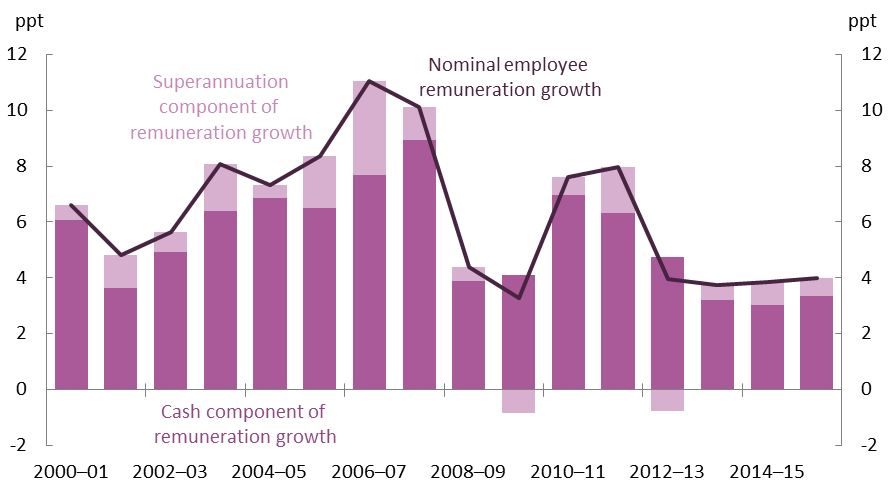 ppt
ppt
12
12
Nominal employee
remuneration growth
Superannuation
component of
remuneration growth
10
10
8
8
6
6
4
4
2
2
0
0
Cash component of
remuneration growth
-2
-2
2000–01
2002–03
2004–05
2006–07
2008–09
2010–11
2012–13
2014–15